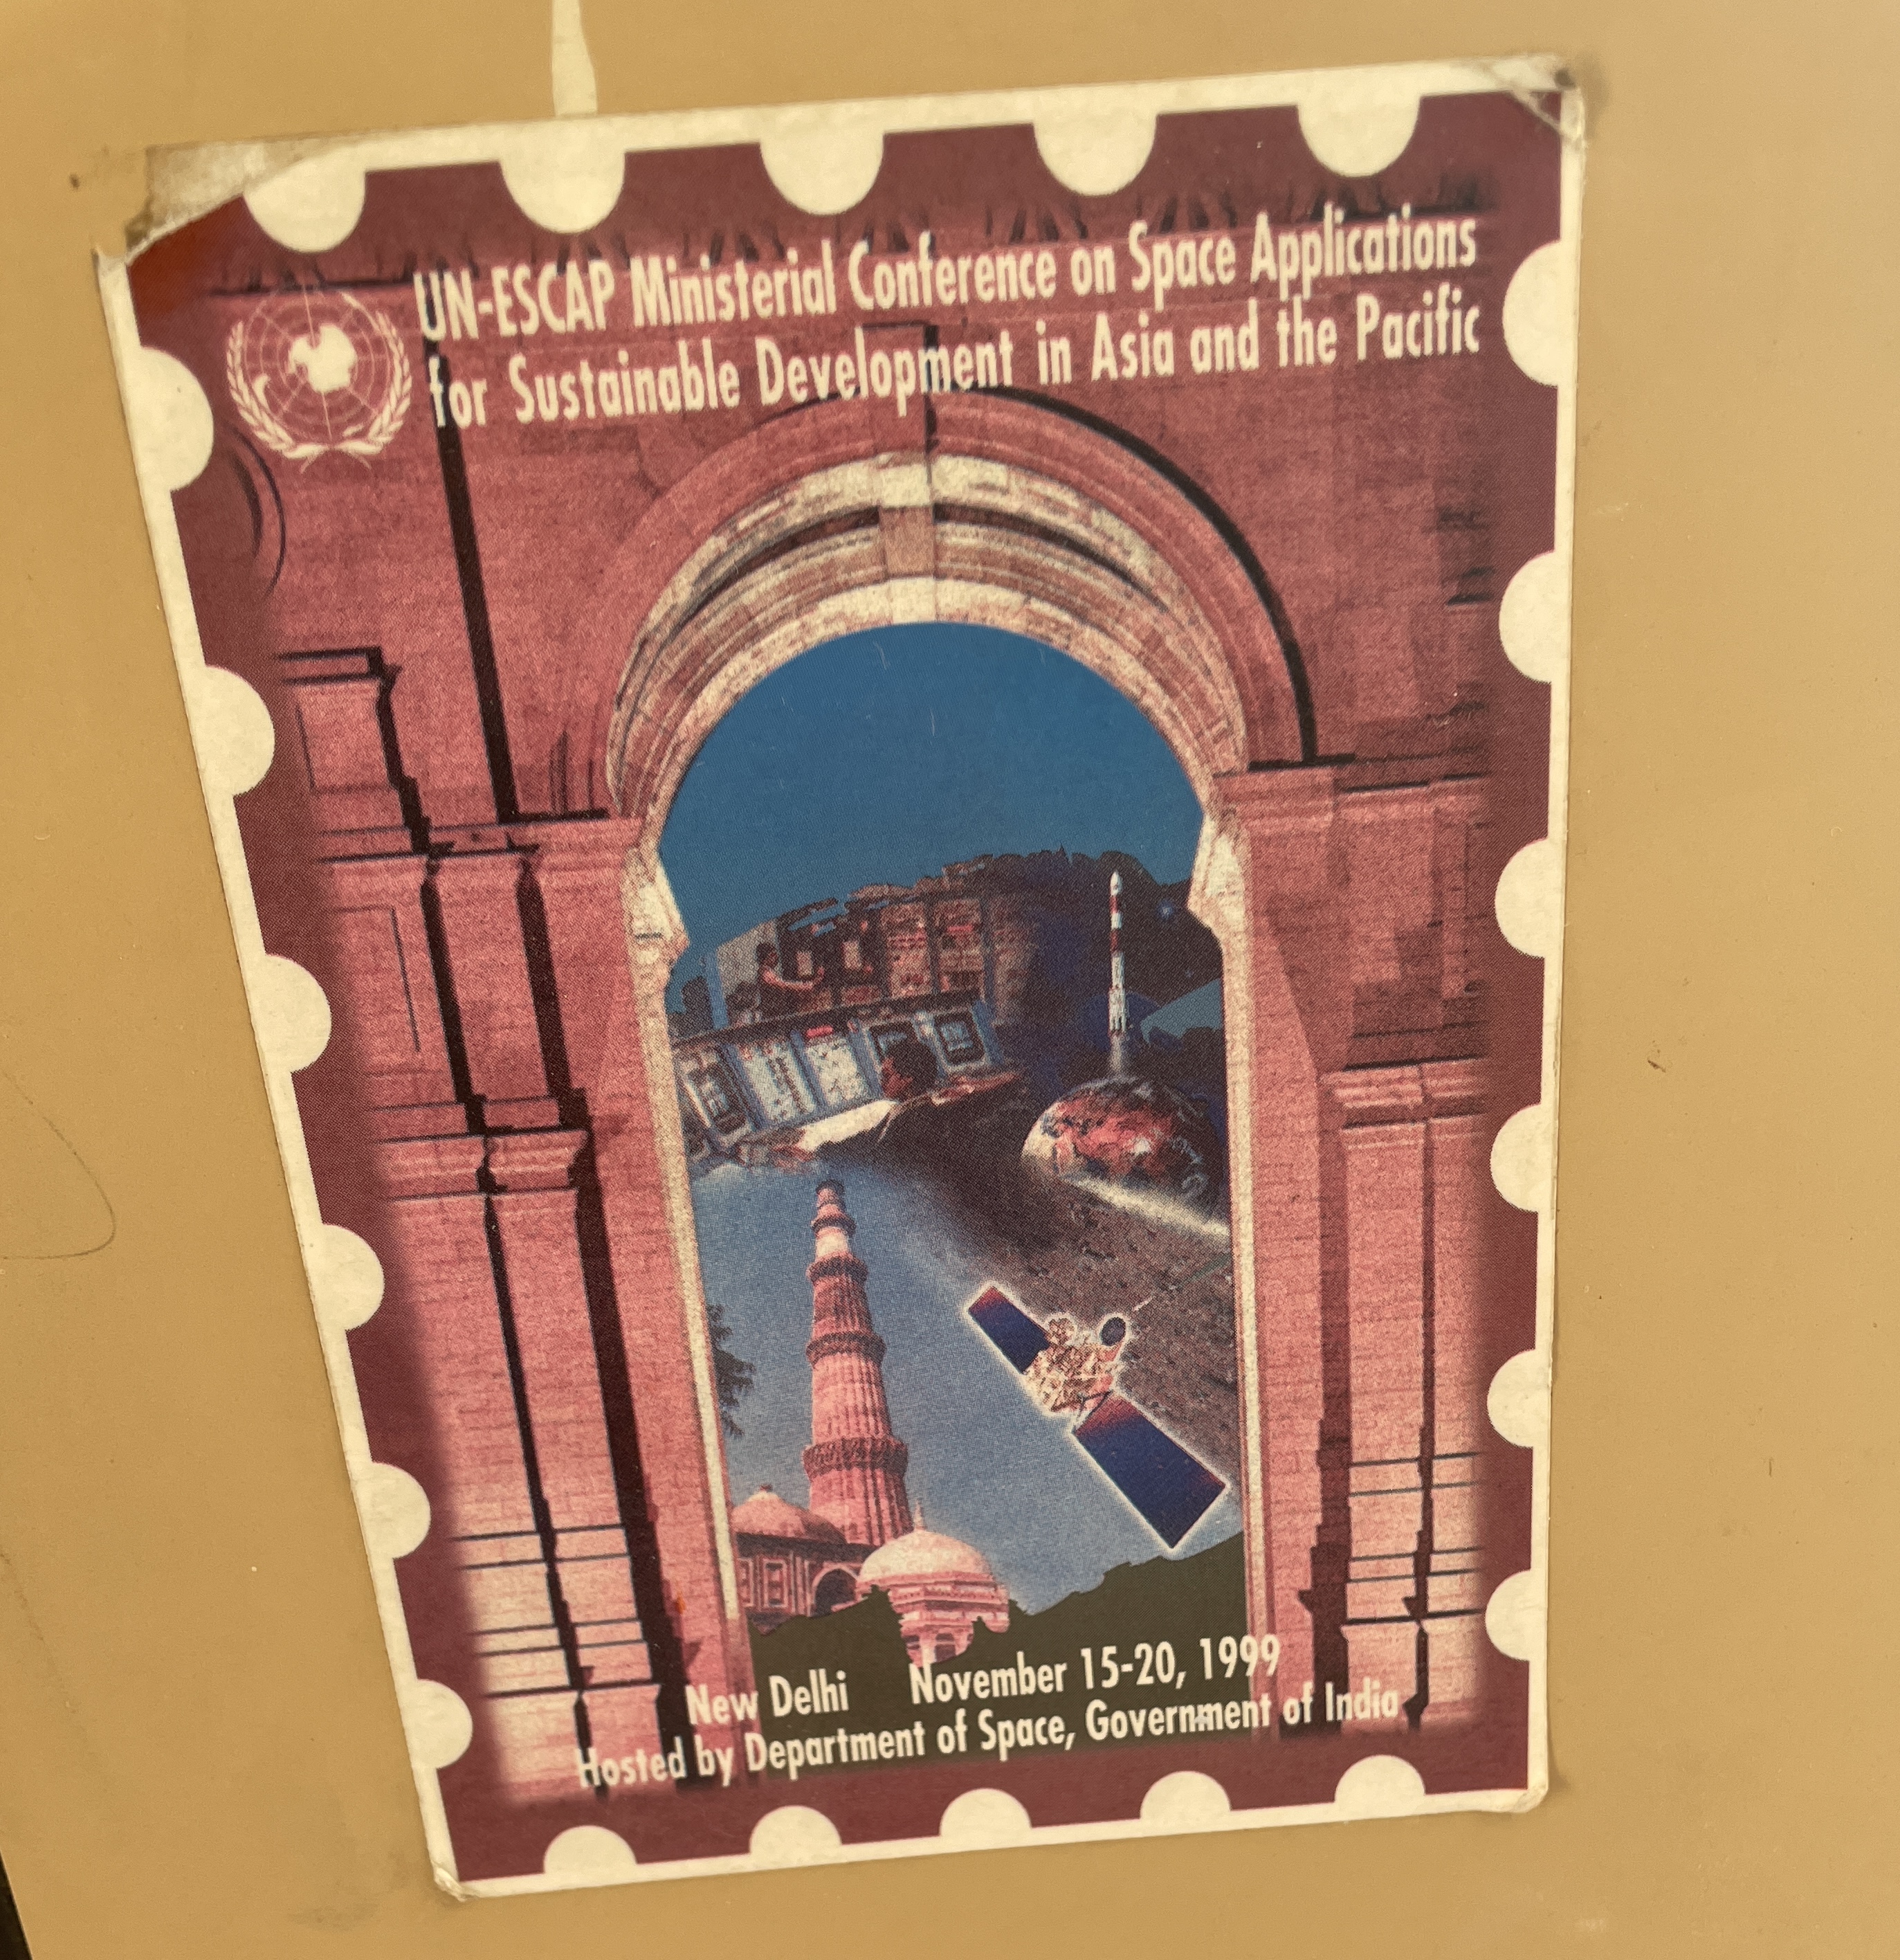 UN-ESCAP Ministerial Conference on Space Applications
for Sustainable Development in Asia and the Pacific
New Delhi November 15-20, 1999
Hosted by Department of Space, Government of India